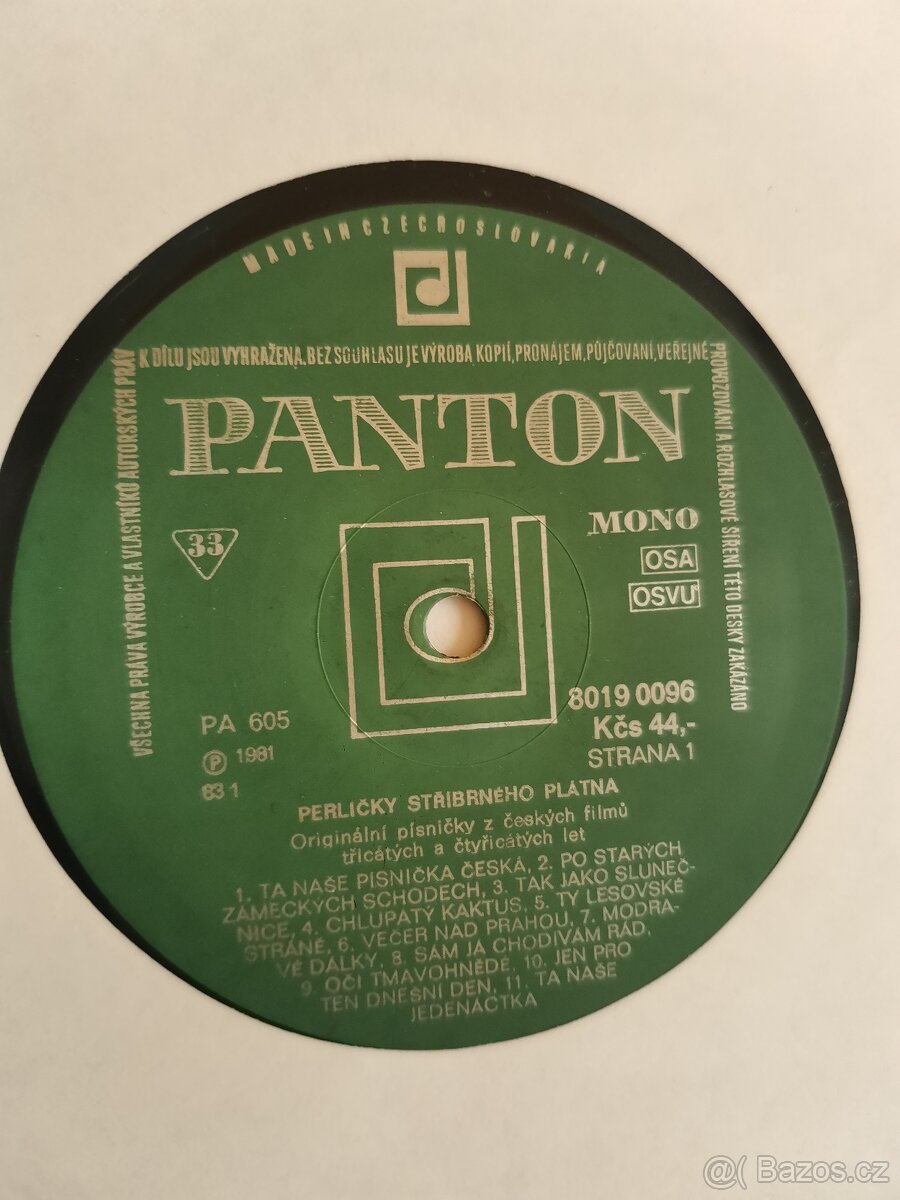 MADE IN CZECHOSLOVAKIA
VŠECHNA PRÁVA VÝROBCE A VLASTNÍKU AUTORSKÝCH PRÁV
K DÍLU JSOU VYHRAŽENA. BEZ SOUHLASU JE VÝROBA KOPIÍ, PRONÁJEM, PŮJČOVÁNÍ, VEŘEJNÉ
PROVOZOVÁNÍ A ROZHLASOVÉ ŠÍŘENÍ TÉTO DESKY ZAKÁZÁNO
PANTON
33
MONO
OSA
OSVU
8019 0096
PA 605
Kčs 44,-
℗ 1981
STRANA 1
83 1
PERLIČKY STŘÍBRNÉHO PLÁTNA
Originální písničky z českých filmů
třicátých a čtyřicátých let
1. TA NAŠE PÍSNIČKA ČESKÁ, 2. PO STARÝCH
ZÁMECKÝCH SCHODECH, 3. TAK JAKO SLUNEČ-
NICE, 4. CHLUPATÝ KAKTUS, 5. TY LESOVSKÉ
STRÁNĚ, 6. VEČER NAD PRAHOU, 7. MODRA-
VÉ DÁLKY, 8. SÁM JÁ CHODÍVÁM RÁD,
9. OČI TMAVOHNĚDÉ, 10. JEN PRO
TEN DNEŠNÍ DEN, 11. TA NAŠE
JEDENÁCTKA
@( Bazos.cz